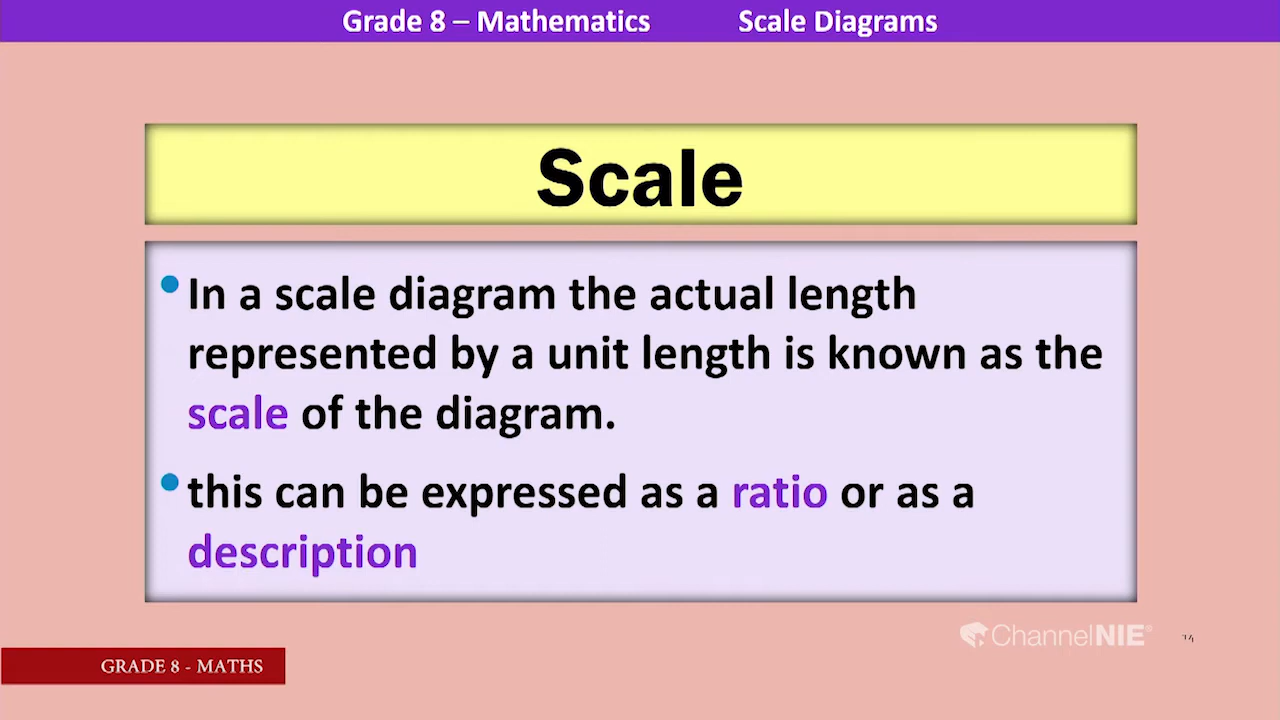 Grade 8 – Mathematics Scale Diagrams
Scale
• In a scale diagram the actual length
represented by a unit length is known as the
scale of the diagram.
• this can be expressed as a ratio or as a
description
ChannelNIE®
GRADE 8 - MATHS